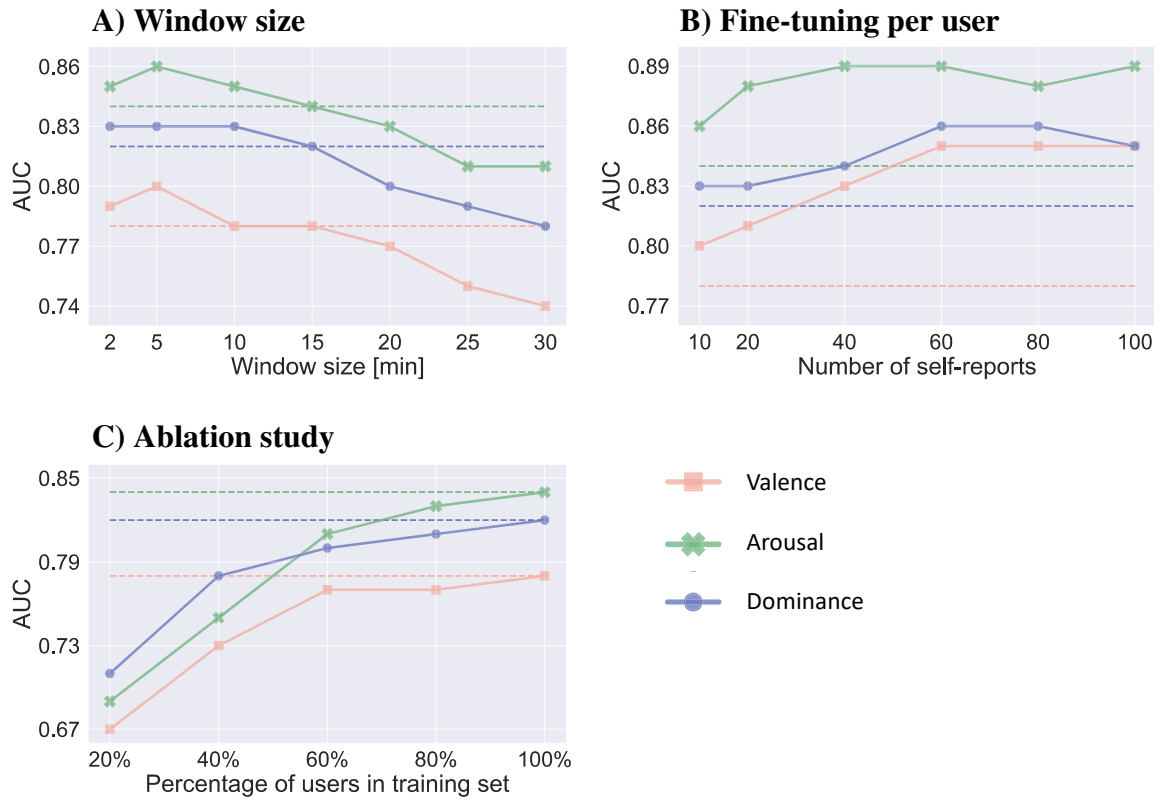 A) Window size
0.86
0.83
0.80
0.77
0.74
AUC
2 5 10 15 20 25 30
Window size [min]
B) Fine-tuning per user
0.89
0.86
0.83
0.80
0.77
AUC
10 20 40 60 80 100
Number of self-reports
C) Ablation study
0.85
0.79
0.73
0.67
AUC
20% 40% 60% 80% 100%
Percentage of users in training set
Valence
Arousal
Dominance